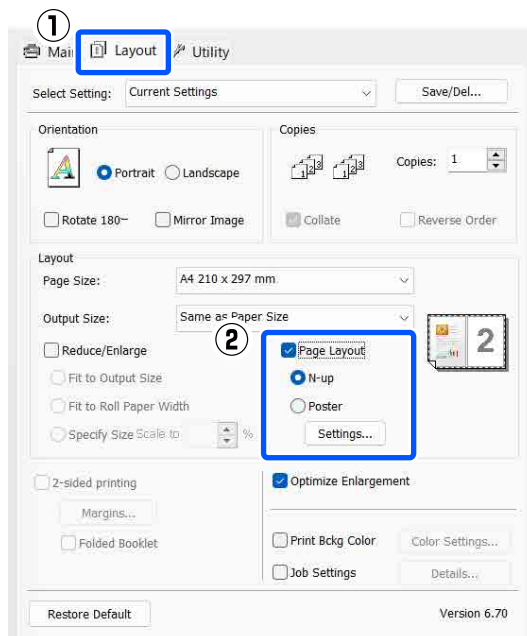 ①
Main Layout Utility
Select Setting: Current Settings Save/Del...
Orientation
Portrait Landscape
Rotate 180 Mirror Image
Copies
Copies: 1
Collate Reverse Order
Layout
Page Size: A4 210 x 297 mm
Output Size: Same as Paper Size
②
Reduce/Enlarge
Fit to Output Size
Fit to Roll Paper Width
Specify Size Scale to %
Page Layout
N-up
Poster
Settings...
2
2-sided printing
Margins...
Folded Booklet
Optimize Enlargement
Print Bckg Color Color Settings...
Job Settings Details...
Restore Default Version 6.70